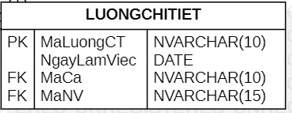 LUONGCHITIET
PK MaLuongCT NVARCHAR(10)
NgayLamViec DATE
FK MaCa NVARCHAR(10)
FK MaNV NVARCHAR(15)